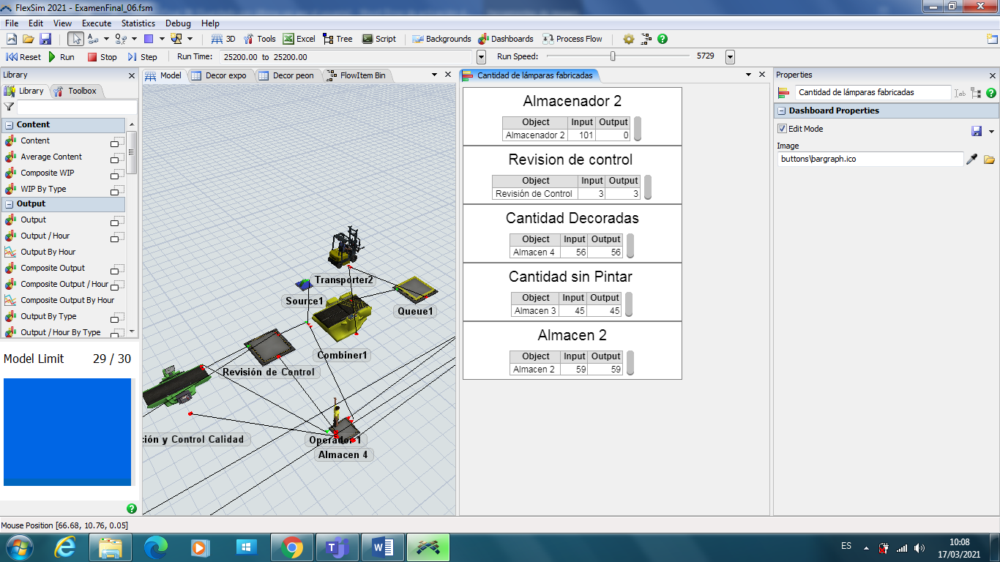 FlexSim 2021 - ExamenFinal_06.fsm
File Edit View Execute Statistics Debug Help
3D Tools Excel Tree Script Backgrounds Dashboards Process Flow
Reset Run Stop Step Run Time: 25200.00 to 25200.00 Run Speed: 5729
Library
Library Toolbox
Content
Content
Average Content
Composite WIP
WIP By Type
Output
Output
Output / Hour
Output By Hour
Composite Output
Composite Output / Hour
Composite Output By Hour
Output By Type
Output / Hour By Type
Model Limit 29 / 30
Model Decor expo Decor peon FlowItem Bin
Transporter2
Source1
Queue1
Combiner1
Revisión de Control
ción y Control Calidad
Operador 1
Almacen 4
Cantidad de lámparas fabricadas
Almacenador 2
Object Input Output
Almacenador 2 101 0
Revision de control
Object Input Output
Revisión de Control 3 3
Cantidad Decoradas
Object Input Output
Almacen 4 56 56
Cantidad sin Pintar
Object Input Output
Almacen 3 45 45
Almacen 2
Object Input Output
Almacen 2 59 59
Properties
Cantidad de lámparas fabricadas
Dashboard Properties
Edit Mode
Image
buttons\bargraph.ico
Mouse Position [66.68, 10.76, 0.05]
ES
10:08
17/03/2021